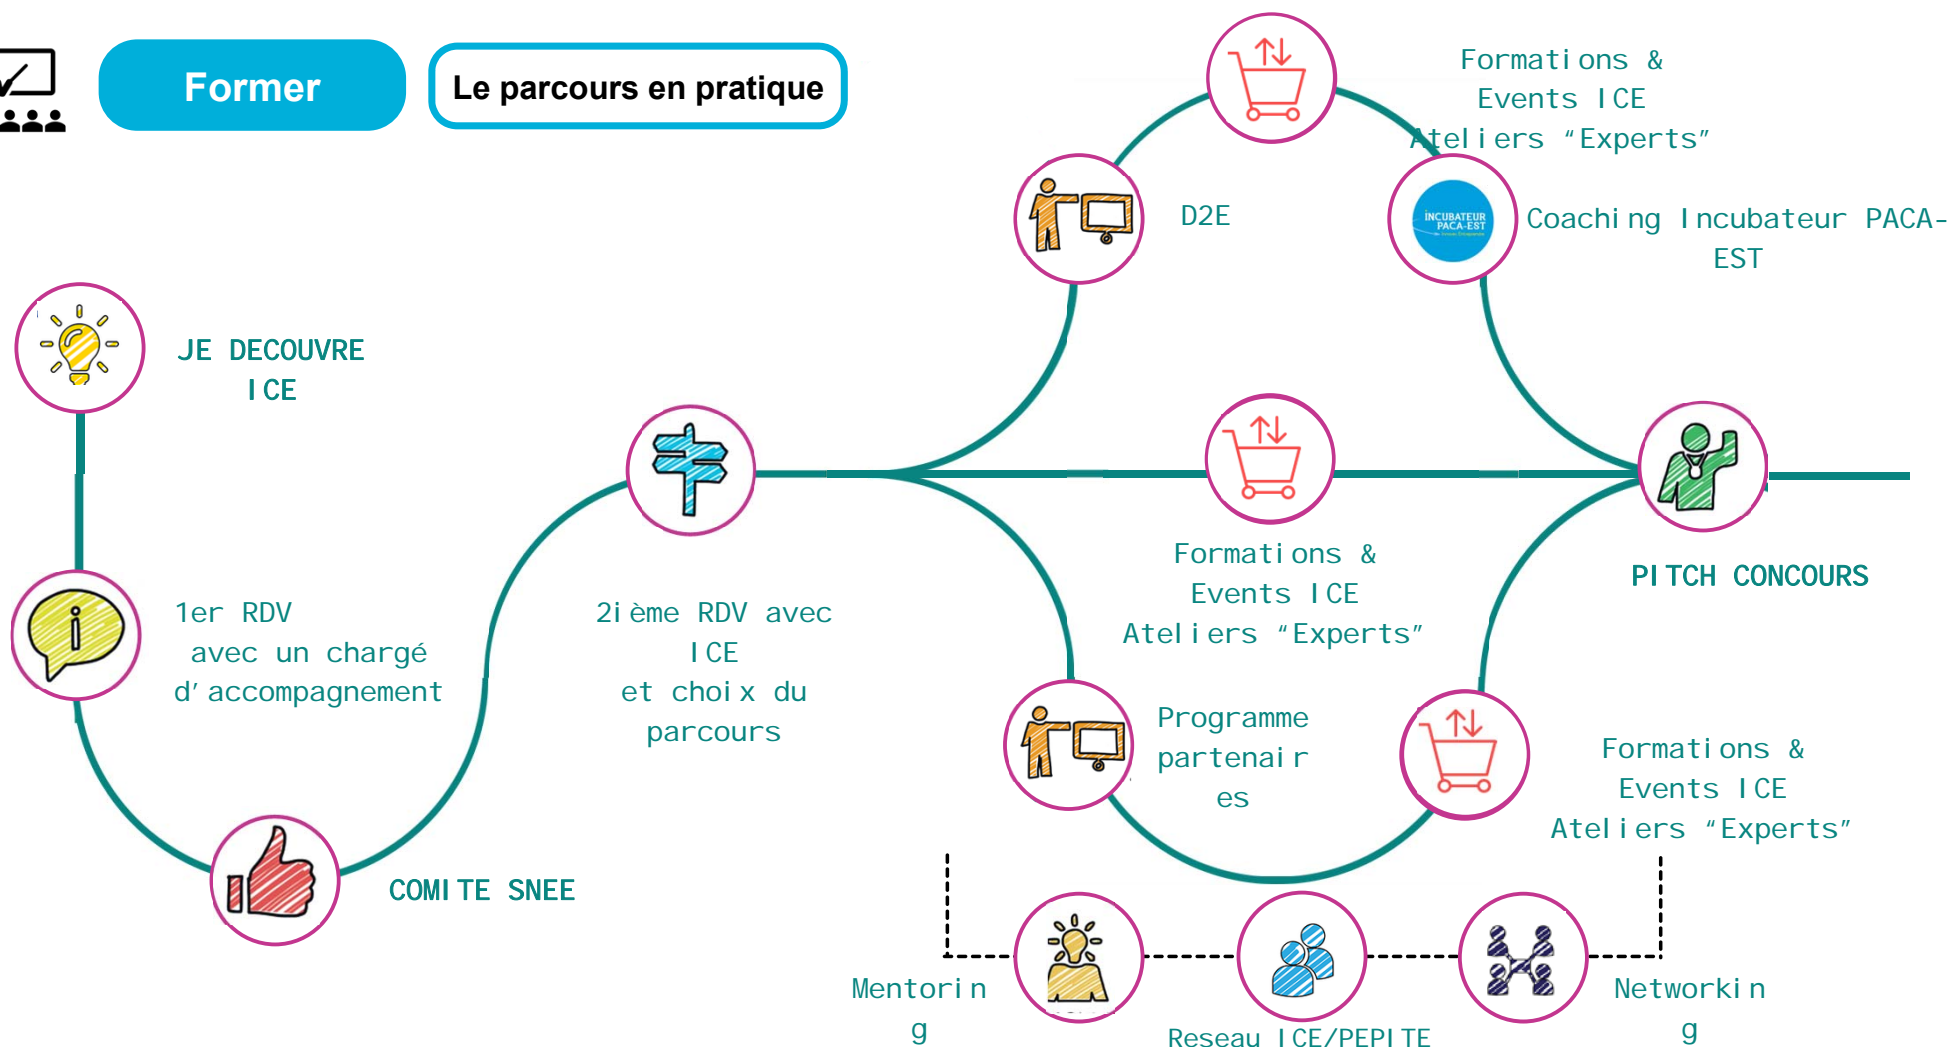 Former
Le parcours en pratique
Formations &
Events ICE
Ateliers “Experts”
D2E
INCUBATEUR
PACA-EST
Coaching Incubateur PACA-
EST
JE DECOUVRE
ICE
1er RDV
avec un chargé
d'accompagnement
COMITE SNEE
2ième RDV avec
ICE
et choix du
parcours
Formations &
Events ICE
Ateliers “Experts”
PITCH CONCOURS
Programme
partenair
es
Formations &
Events ICE
Ateliers “Experts”
Mentorin
g
Reseau ICE/PEPITE
Networkin
g